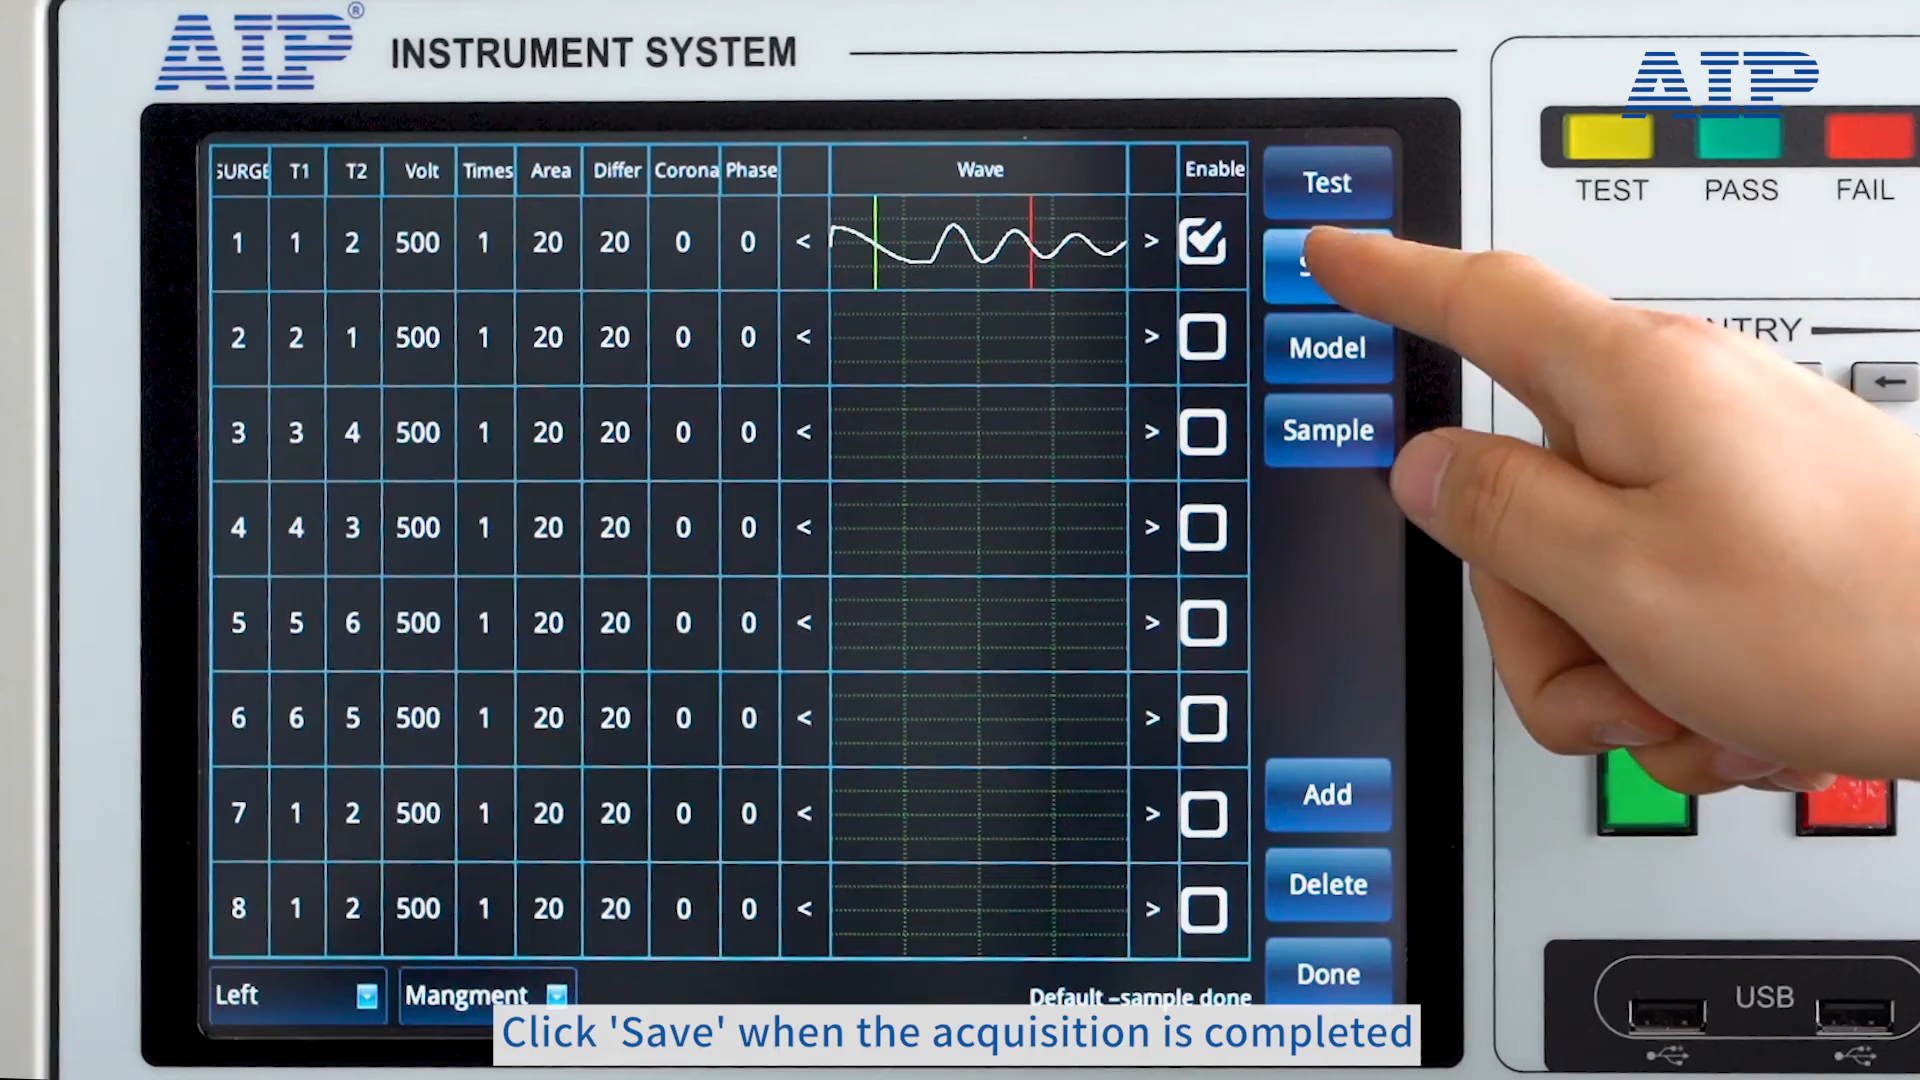 AIP® INSTRUMENT SYSTEM
AIP
TEST PASS FAIL
SURGE T1 T2 Volt Times Area Differ Corona Phase Wave Enable
1 1 2 500 1 20 20 0 0 < >
2 2 1 500 1 20 20 0 0 < >
3 3 4 500 1 20 20 0 0 < >
4 4 3 500 1 20 20 0 0 < >
5 5 6 500 1 20 20 0 0 < >
6 6 5 500 1 20 20 0 0 < >
7 1 2 500 1 20 20 0 0 < >
8 1 2 500 1 20 20 0 0 < >
Test
Model
Sample
Add
Delete
Done
Left Mangment Default -sample done
USB
Click 'Save' when the acquisition is completed